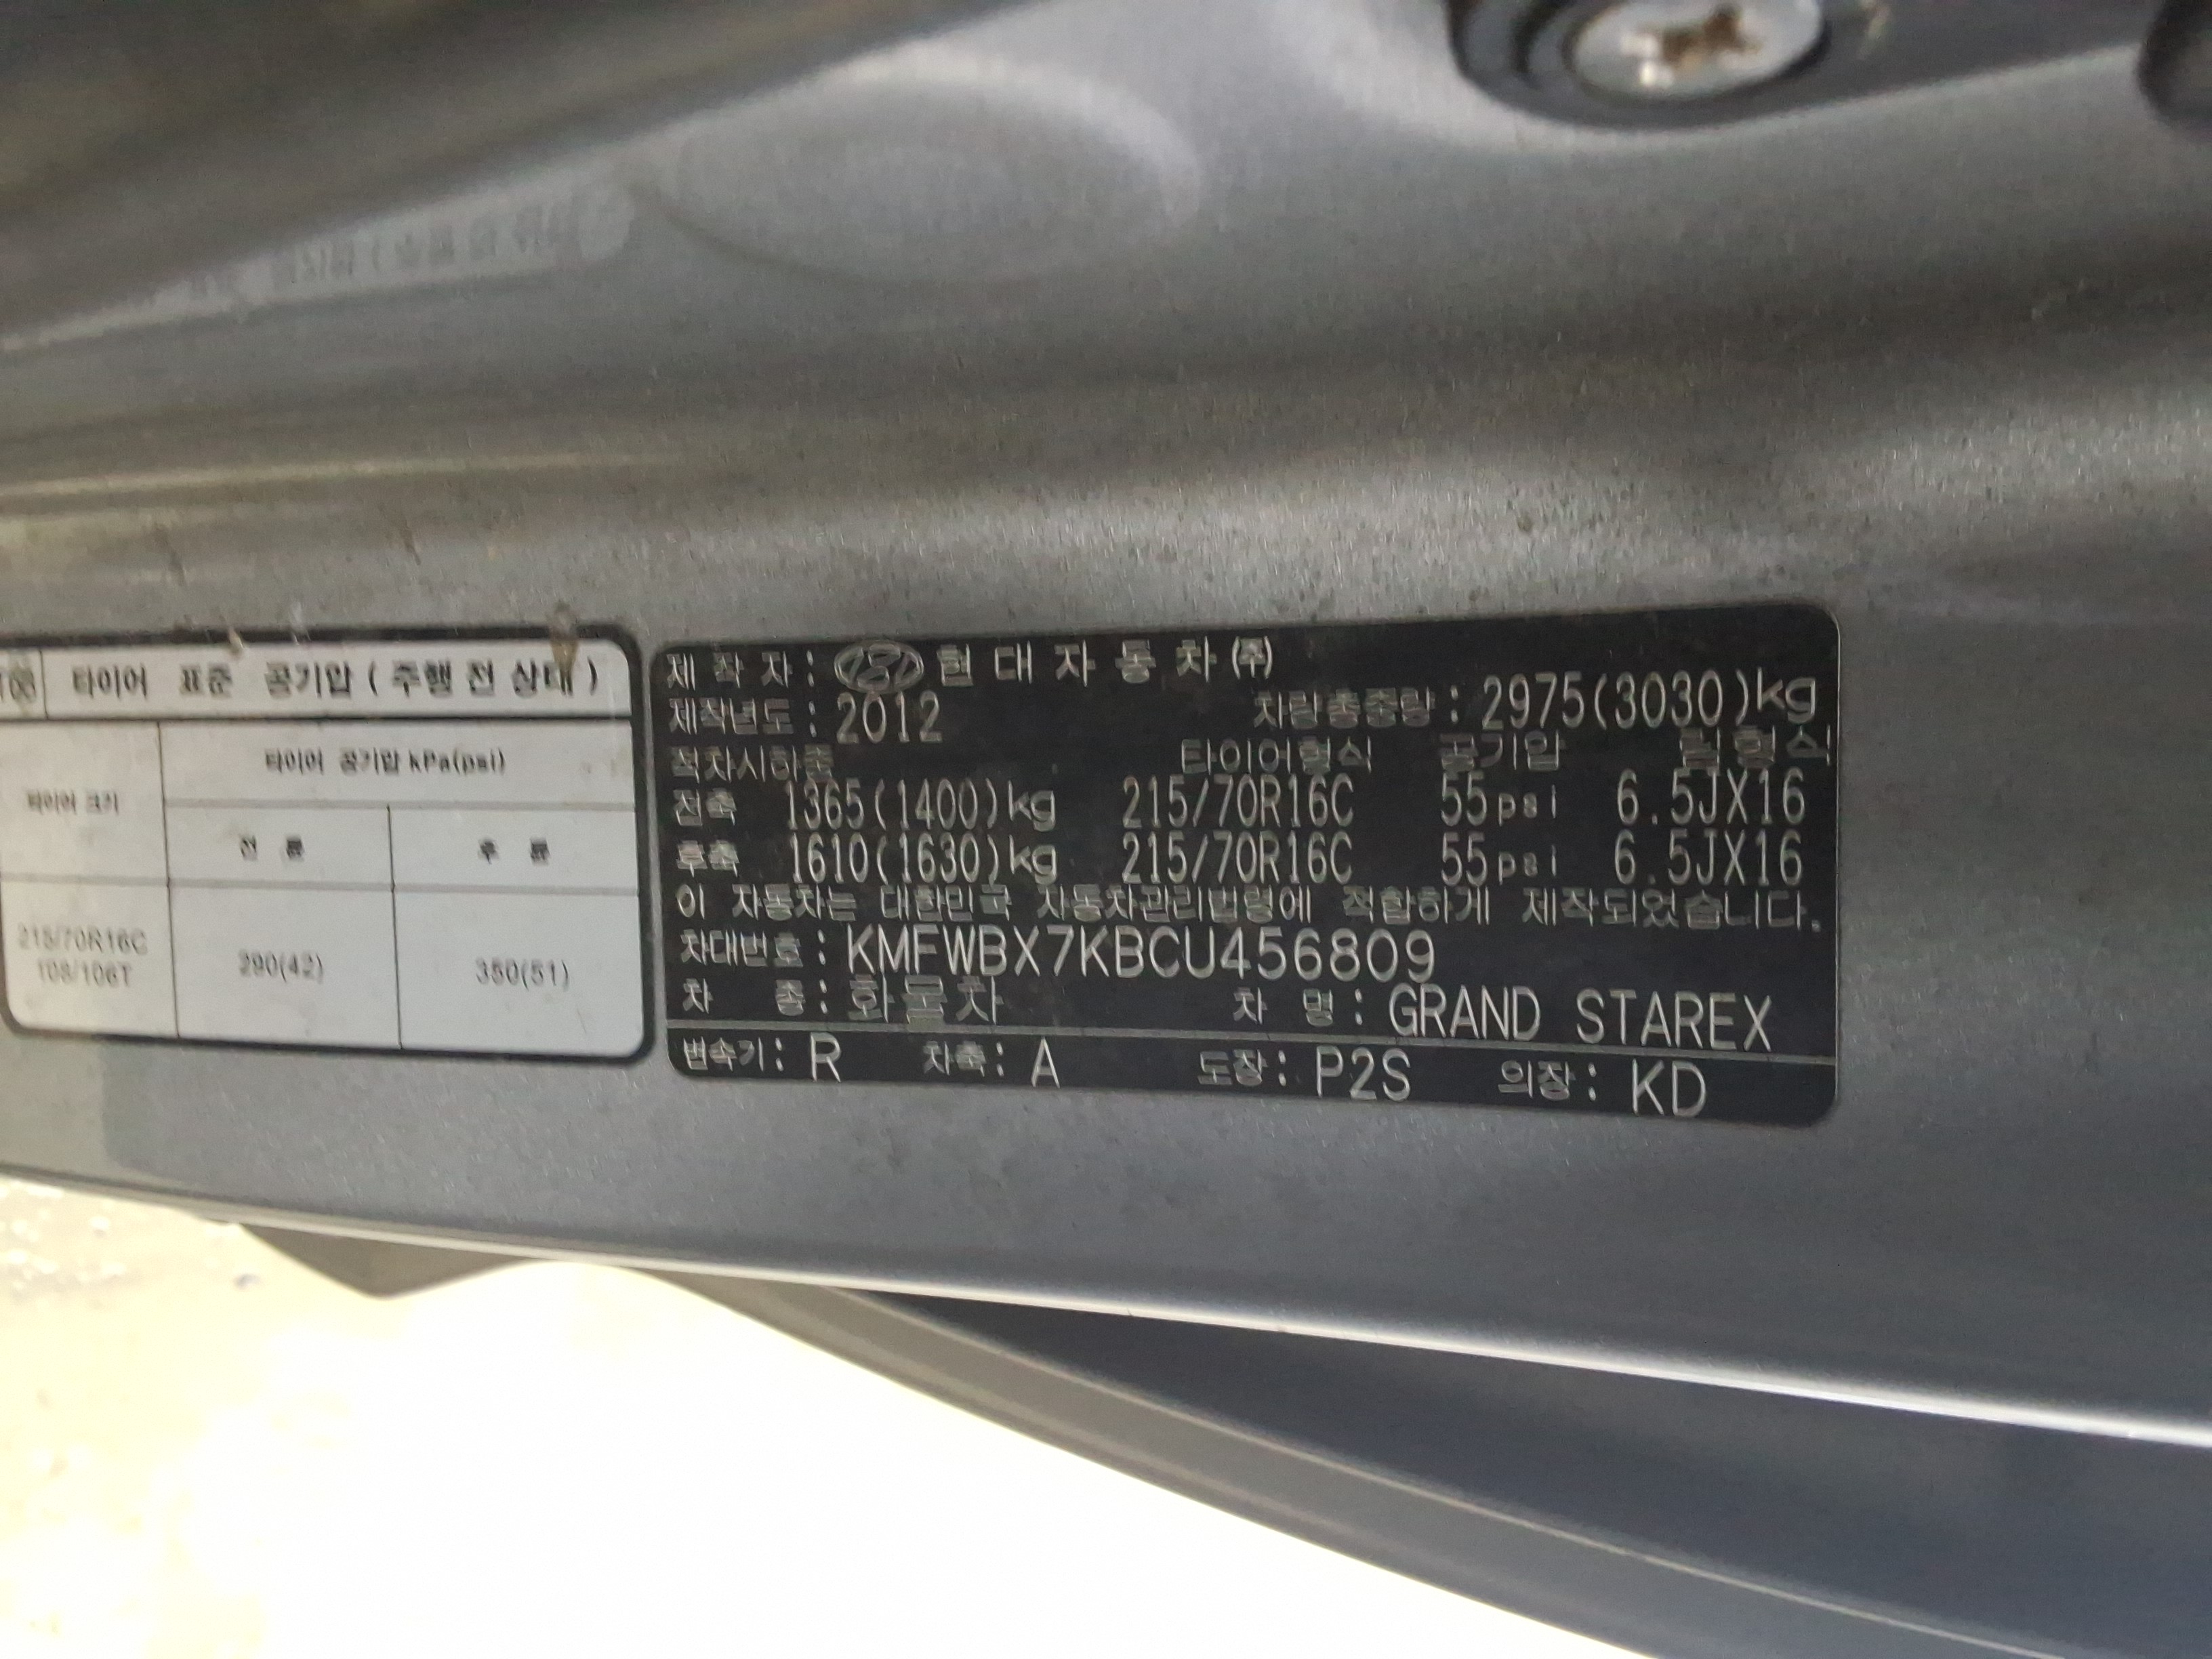 타이어 표준 공기압 ( 주행 전 상태 )
타이어 크기
타이어 공기압 kPa(psi)
전 륜
후 륜
215/70R16C
108/106T
290(42)
350(51)
제 작 자 : 현 대 자 동 차 ㈜
제작년도 : 2012 차량총중량 : 2975(3030)kg
적차시하중 타이어형식 공기압 림형식
전축 1365(1400)kg 215/70R16C 55psi 6.5JX16
후축 1610(1630)kg 215/70R16C 55psi 6.5JX16
이 자동차는 대한민국 자동차관리법령에 적합하게 제작되었습니다.
차대번호 : KMFWBX7KBCU456809
차 종 : 화물차 차 명 : GRAND STAREX
변속기 : R 차축 : A 도장 : P2S 의장 : KD